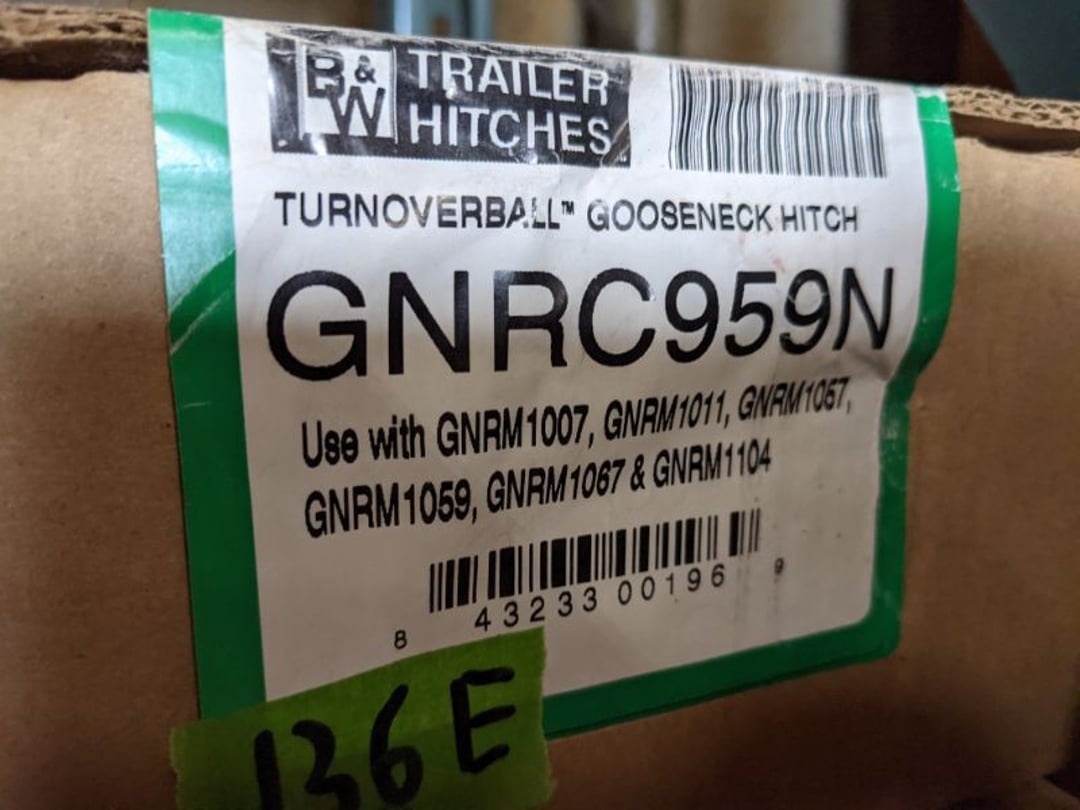 B&W TRAILER HITCHES
TURNOVERBALL™ GOOSENECK HITCH
GNRC959N
Use with GNRM1007, GNRM1011, GNRM1057,
GNRM1059, GNRM1067 & GNRM1104
8 43233 00196 9
136E